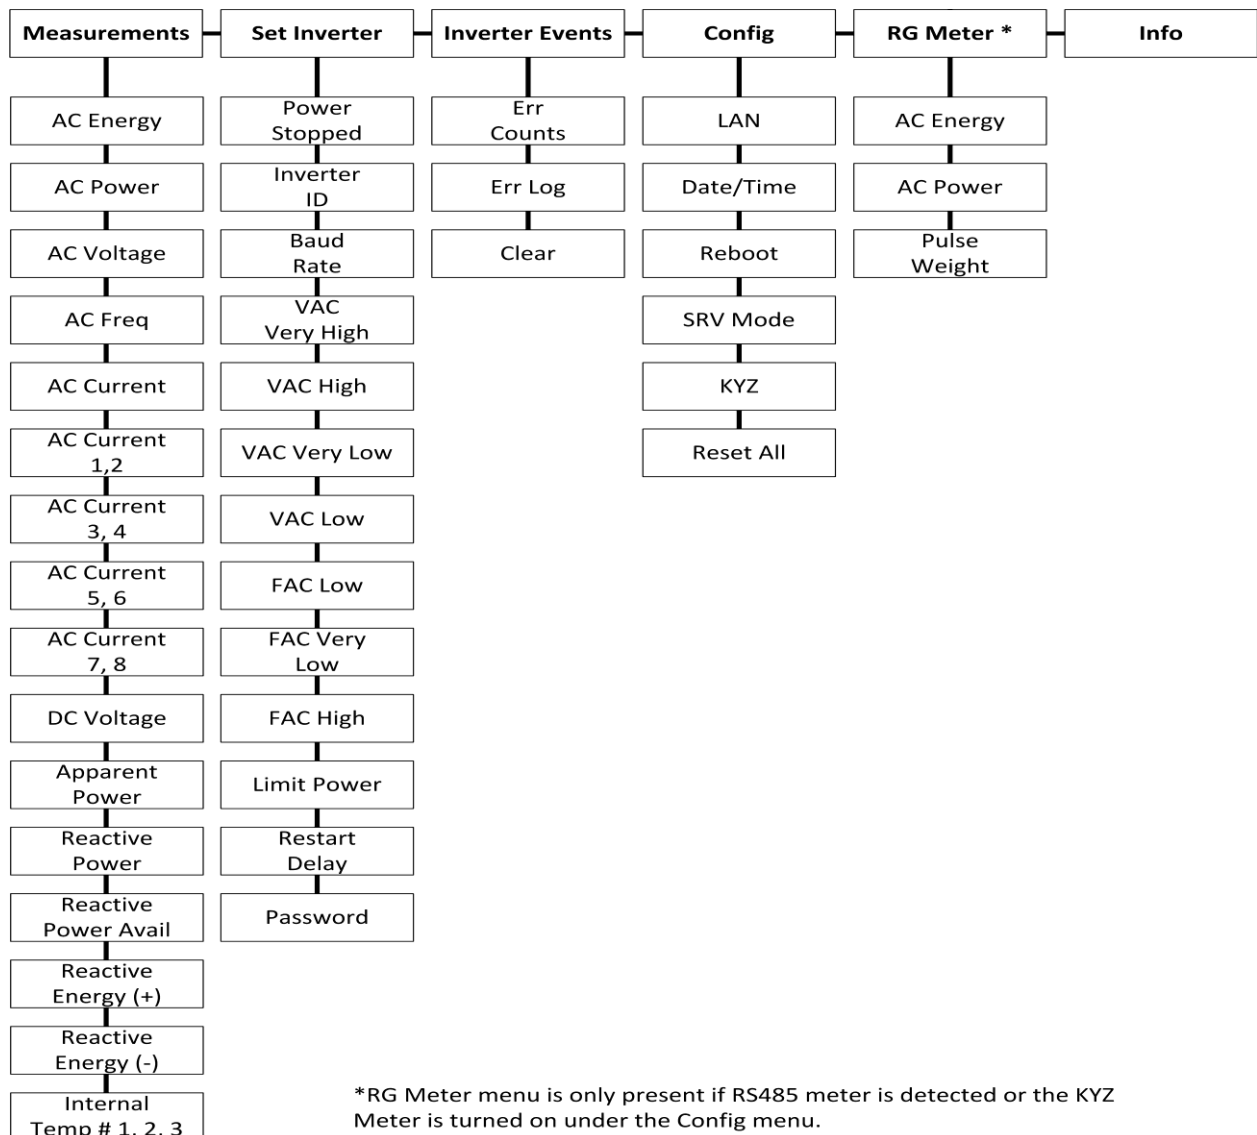 Measurements
Set Inverter
Inverter Events
Config
RG Meter *
Info
AC Energy
AC Power
AC Voltage
AC Freq
AC Current
AC Current
1,2
AC Current
3, 4
AC Current
5, 6
AC Current
7, 8
DC Voltage
Apparent
Power
Reactive
Power
Reactive
Power Avail
Reactive
Energy (+)
Reactive
Energy (-)
Internal
Temp # 1, 2, 3
Power
Stopped
Inverter
ID
Baud
Rate
VAC
Very High
VAC High
VAC Very Low
VAC Low
FAC Low
FAC Very
Low
FAC High
Limit Power
Restart
Delay
Password
Err
Counts
Err Log
Clear
LAN
Date/Time
Reboot
SRV Mode
KYZ
Reset All
AC Energy
AC Power
Pulse
Weight
*RG Meter menu is only present if RS485 meter is detected or the KYZ
Meter is turned on under the Config menu.